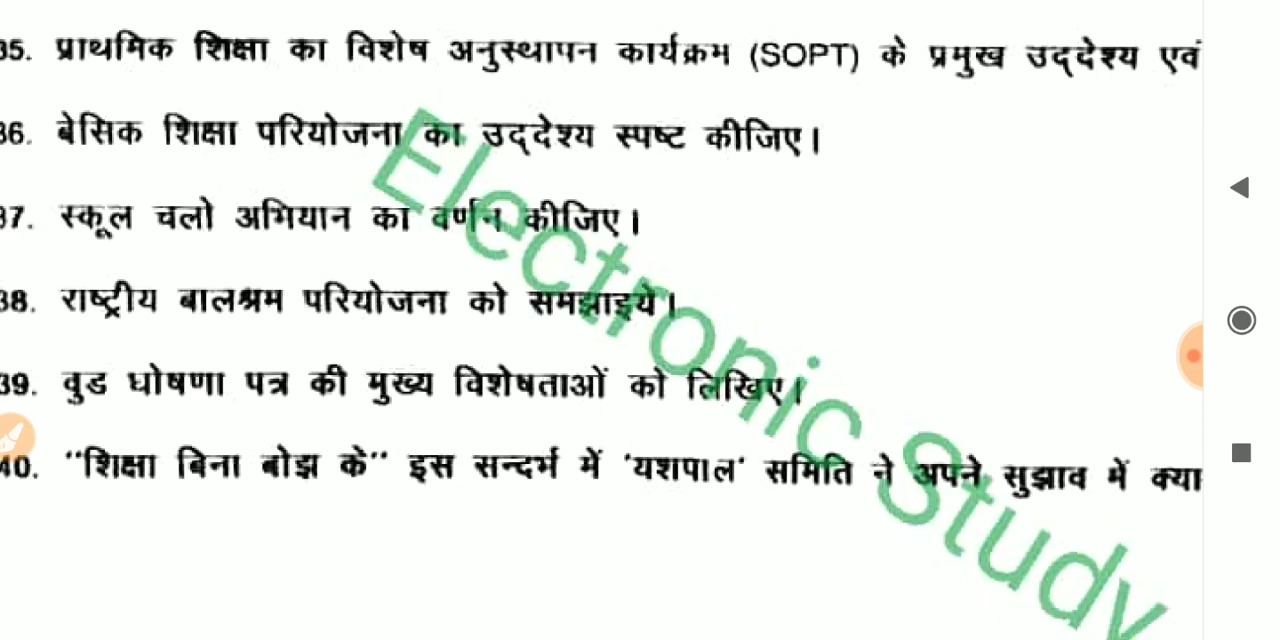 35. प्राथमिक शिक्षा का विशेष अनुस्थापन कार्यक्रम (SOPT) के प्रमुख उद्देश्य एवं
36. बेसिक शिक्षा परियोजना का उद्देश्य स्पष्ट कीजिए।
37. स्कूल चलो अभियान का वर्णन कीजिए।
38. राष्ट्रीय बालश्रम परियोजना को समझाइये।
39. वुड घोषणा पत्र की मुख्य विशेषताओं को लिखिए।
40. "शिक्षा बिना बोझ के" इस सन्दर्भ में 'यशपाल' समिति ने अपने सुझाव में क्या
Electronic Study